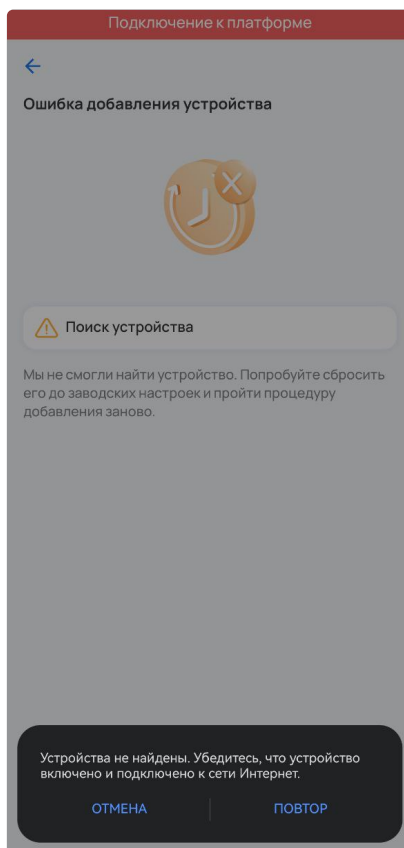 Подключение к платформе
Ошибка добавления устройства
Поиск устройства
Мы не смогли найти устройство. Попробуйте сбросить
его до заводских настроек и пройти процедуру
добавления заново.
Устройства не найдены. Убедитесь, что устройство
включено и подключено к сети Интернет.
ОТМЕНА ПОВТОР